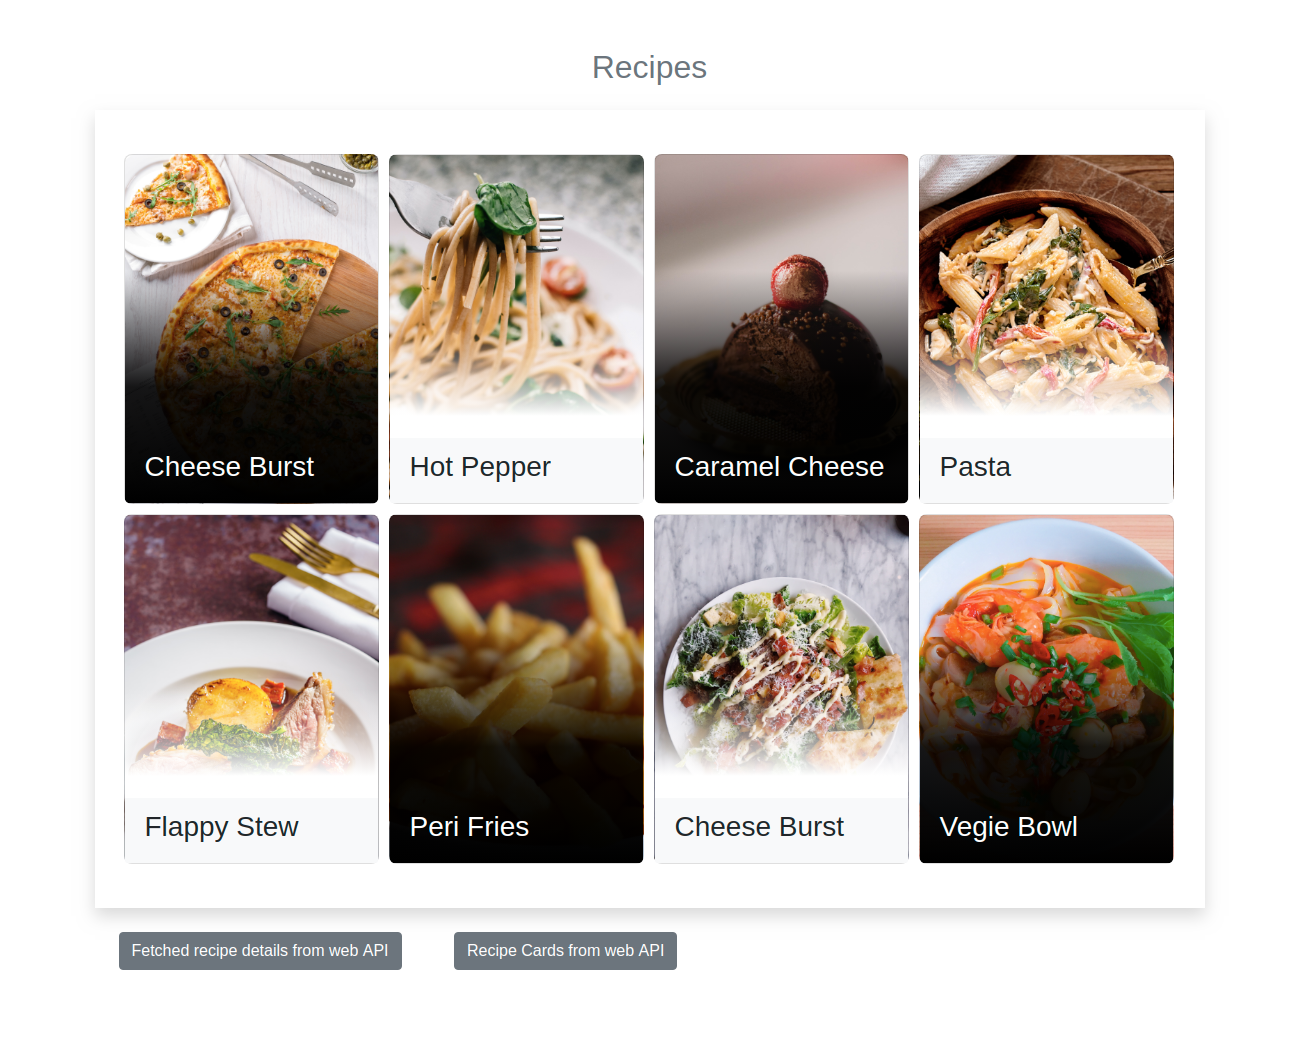 Recipes
Cheese Burst
Hot Pepper
Caramel Cheese
Pasta
Flappy Stew
Peri Fries
Cheese Burst
Vegie Bowl
Fetched recipe details from web API
Recipe Cards from web API